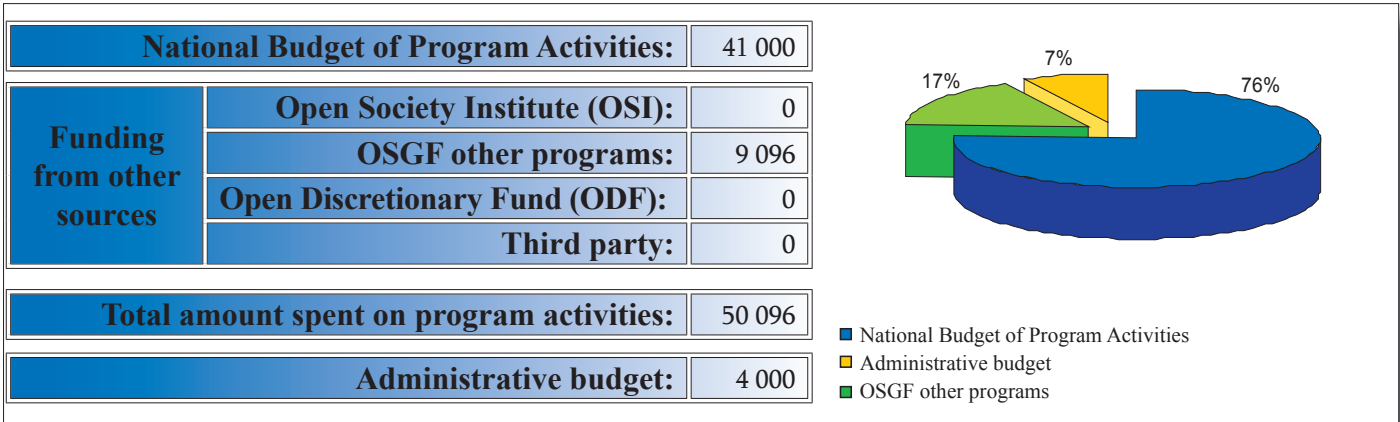 National Budget of Program Activities: 41 000
Funding
from other
sources
Open Society Institute (OSI): 0
OSGF other programs: 9 096
Open Discretionary Fund (ODF): 0
Third party: 0
Total amount spent on program activities: 50 096
Administrative budget: 4 000
7%
17%
76%
National Budget of Program Activities
Administrative budget
OSGF other programs